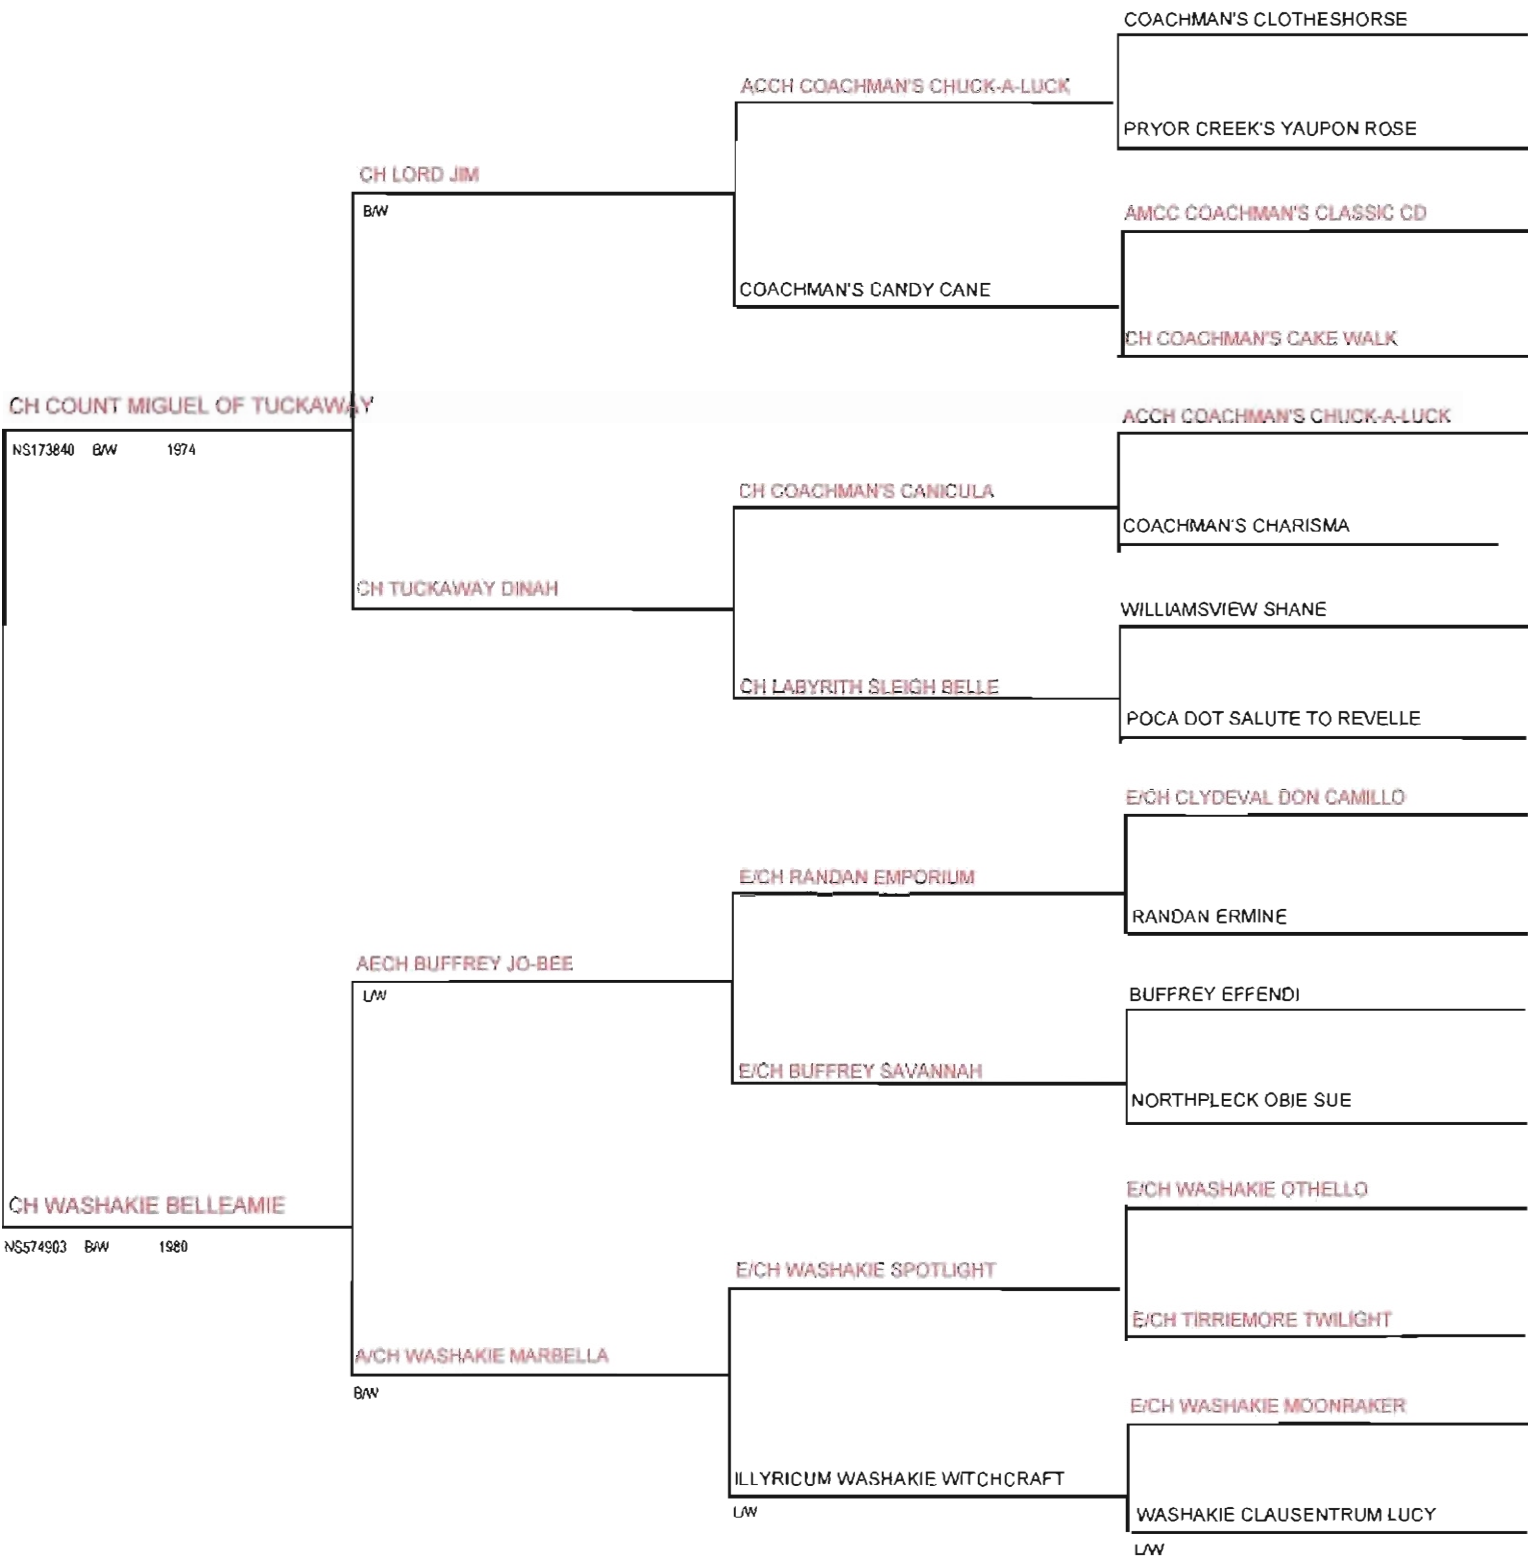 COACHMAN'S CLOTHESHORSE
ACCH COACHMAN'S CHUCK-A-LUCK
PRYOR CREEK'S YAUPON ROSE
CH LORD JIM
B/W
AMCC COACHMAN'S CLASSIC CD
COACHMAN'S CANDY CANE
CH COACHMAN'S CAKE WALK
CH COUNT MIGUEL OF TUCKAWAY
NS173840 B/W 1974
ACCH COACHMAN'S CHUCK-A-LUCK
CH COACHMAN'S CANICULA
COACHMAN'S CHARISMA
CH TUCKAWAY DINAH
WILLIAMSVIEW SHANE
CH LABYRITH SLEIGH BELLE
POCA DOT SALUTE TO REVELLE
E/CH CLYDEVAL DON CAMILLO
E/CH RANDAN EMPORIUM
RANDAN ERMINE
AECH BUFFREY JO-BEE
L/W
BUFFREY EFFENDI
E/CH BUFFREY SAVANNAH
NORTHPLECK OBIE SUE
CH WASHAKIE BELLEAMIE
NS574903 B/W 1980
E/CH WASHAKIE OTHELLO
E/CH WASHAKIE SPOTLIGHT
E/CH TIRRIEMORE TWILIGHT
A/CH WASHAKIE MARBELLA
B/W
E/CH WASHAKIE MOONRAKER
ILLYRICUM WASHAKIE WITCHCRAFT
L/W
WASHAKIE CLAUSENTRUM LUCY
L/W